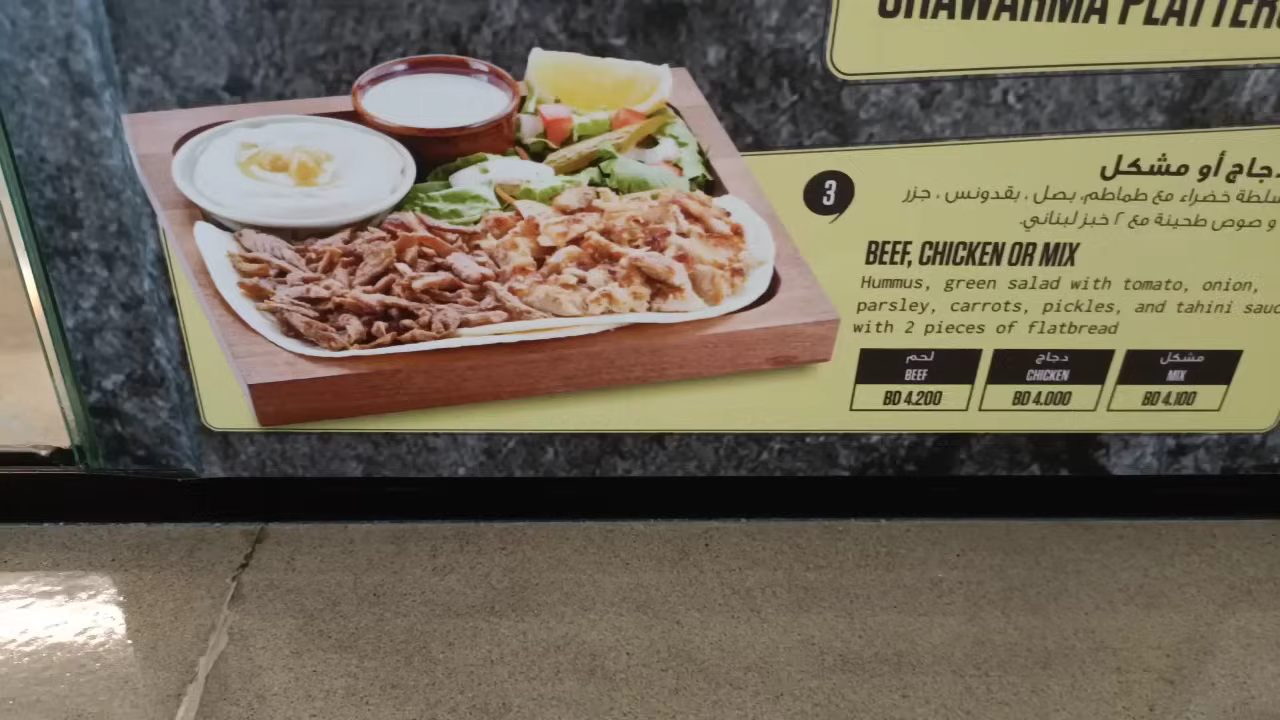 SHAWARMA PLATTER
دجاج أو مشكل
سلطة خضراء مع طماطم، بصل ، بقدونس ، جزر
و صوص طحينة مع ٢ خبز لبناني.
3
BEEF, CHICKEN OR MIX
Hummus, green salad with tomato, onion,
parsley, carrots, pickles, and tahini sauc
with 2 pieces of flatbread
لحم دجاج مشكل
BEEF CHICKEN MIX
BD 4.200 BD 4.000 BD 4.100